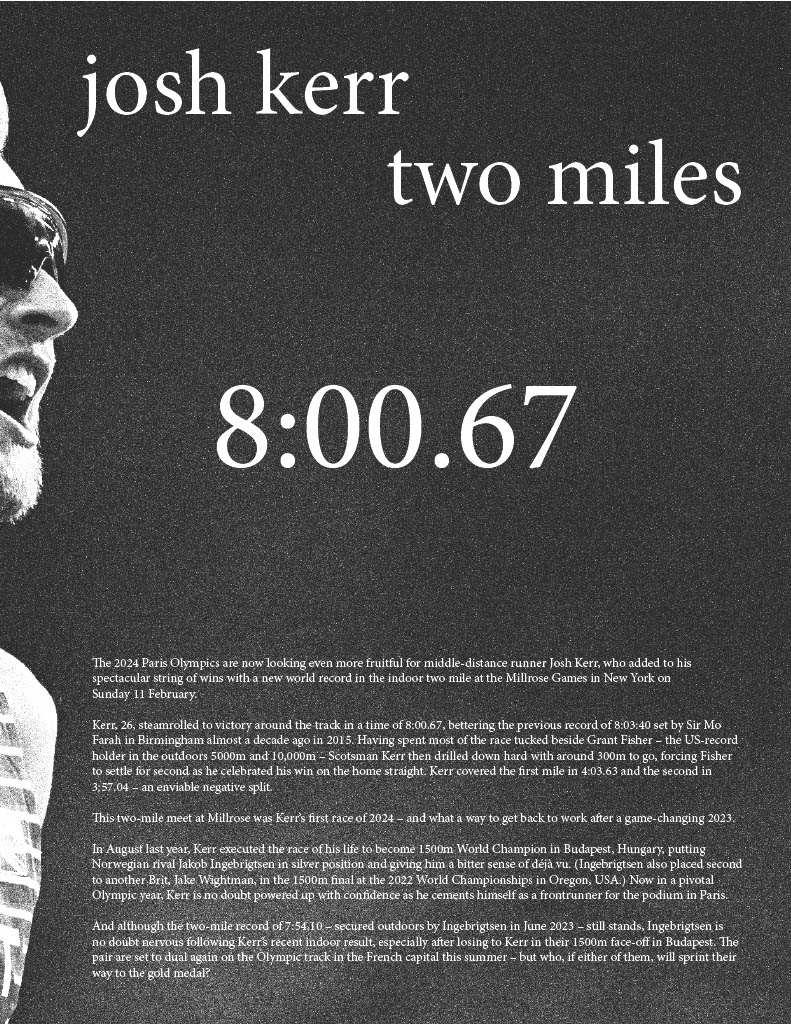 josh kerr
two miles
8:00.67
The 2024 Paris Olympics are now looking even more fruitful for middle-distance runner Josh Kerr, who added to his
spectacular string of wins with a new world record in the indoor two mile at the Millrose Games in New York on
Sunday 11 February.
Kerr, 26, steamrolled to victory around the track in a time of 8:00.67, bettering the previous record of 8:03:40 set by Sir Mo
Farah in Birmingham almost a decade ago in 2015. Having spent most of the race tucked beside Grant Fisher – the US-record
holder in the outdoors 5000m and 10,000m – Scotsman Kerr then drilled down hard with around 300m to go, forcing Fisher
to settle for second as he celebrated his win on the home straight. Kerr covered the first mile in 4:03.63 and the second in
3;57.04 – an enviable negative split.
This two-mile meet at Millrose was Kerr's first race of 2024 – and what a way to get back to work after a game-changing 2023.
In August last year, Kerr executed the race of his life to become 1500m World Champion in Budapest, Hungary, putting
Norwegian rival Jakob Ingebrigtsen in silver position and giving him a bitter sense of déjà vu. (Ingebrigtsen also placed second
to another Brit, Jake Wightman, in the 1500m final at the 2022 World Championships in Oregon, USA.) Now in a pivotal
Olympic year, Kerr is no doubt powered up with confidence as he cements himself as a frontrunner for the podium in Paris.
And although the two-mile record of 7:54.10 – secured outdoors by Ingebrigtsen in June 2023 – still stands, Ingebrigtsen is
no doubt nervous following Kerr's recent indoor result, especially after losing to Kerr in their 1500m face-off in Budapest. The
pair are set to dual again on the Olympic track in the French capital this summer – but who, if either of them, will sprint their
way to the gold medal?